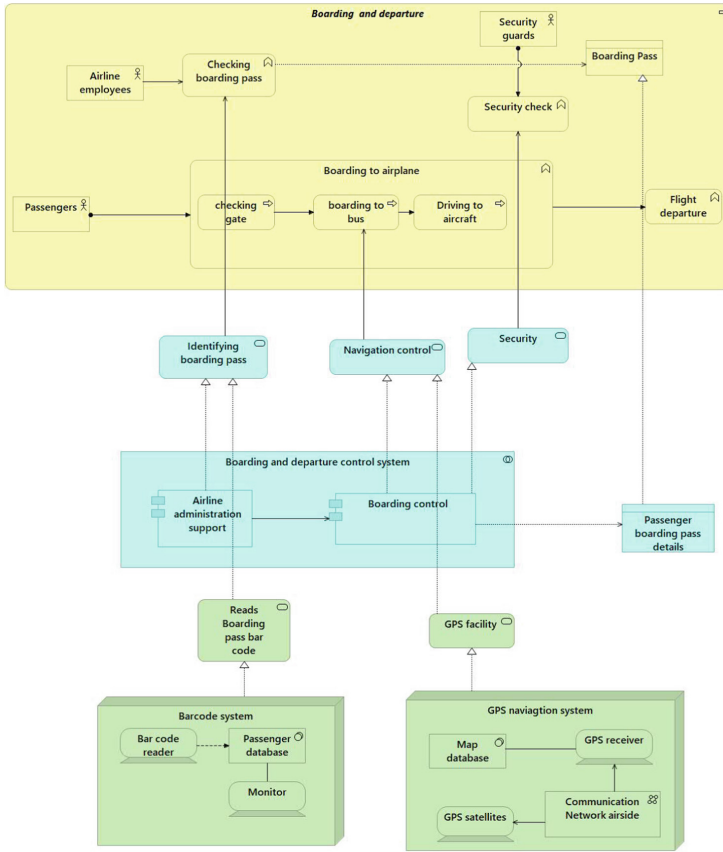 Boarding and departure
Security
guards
Checking
boarding pass
Boarding Pass
Airline
employees
Security check
Boarding to airplane
Passengers
checking
gate
boarding to
bus
Driving to
aircraft
Flight
departure
Identifying
boarding pass
Navigation control
Security
Boarding and departure control system
Airline
administration
support
Boarding control
Passenger
boarding pass
details
Reads
Boarding
pass bar
code
GPS facility
Barcode system
GPS naviagtion system
Bar code
reader
Passenger
database
Map
database
GPS receiver
Monitor
GPS satellites
Communication
Network airside